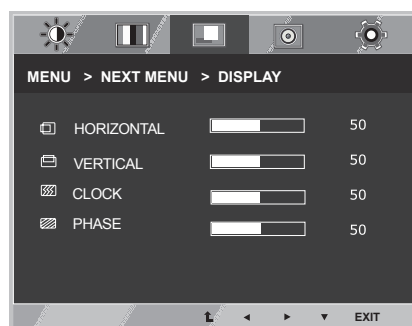 MENU > NEXT MENU > DISPLAY
HORIZONTAL 50
VERTICAL 50
CLOCK 50
PHASE 50
EXIT